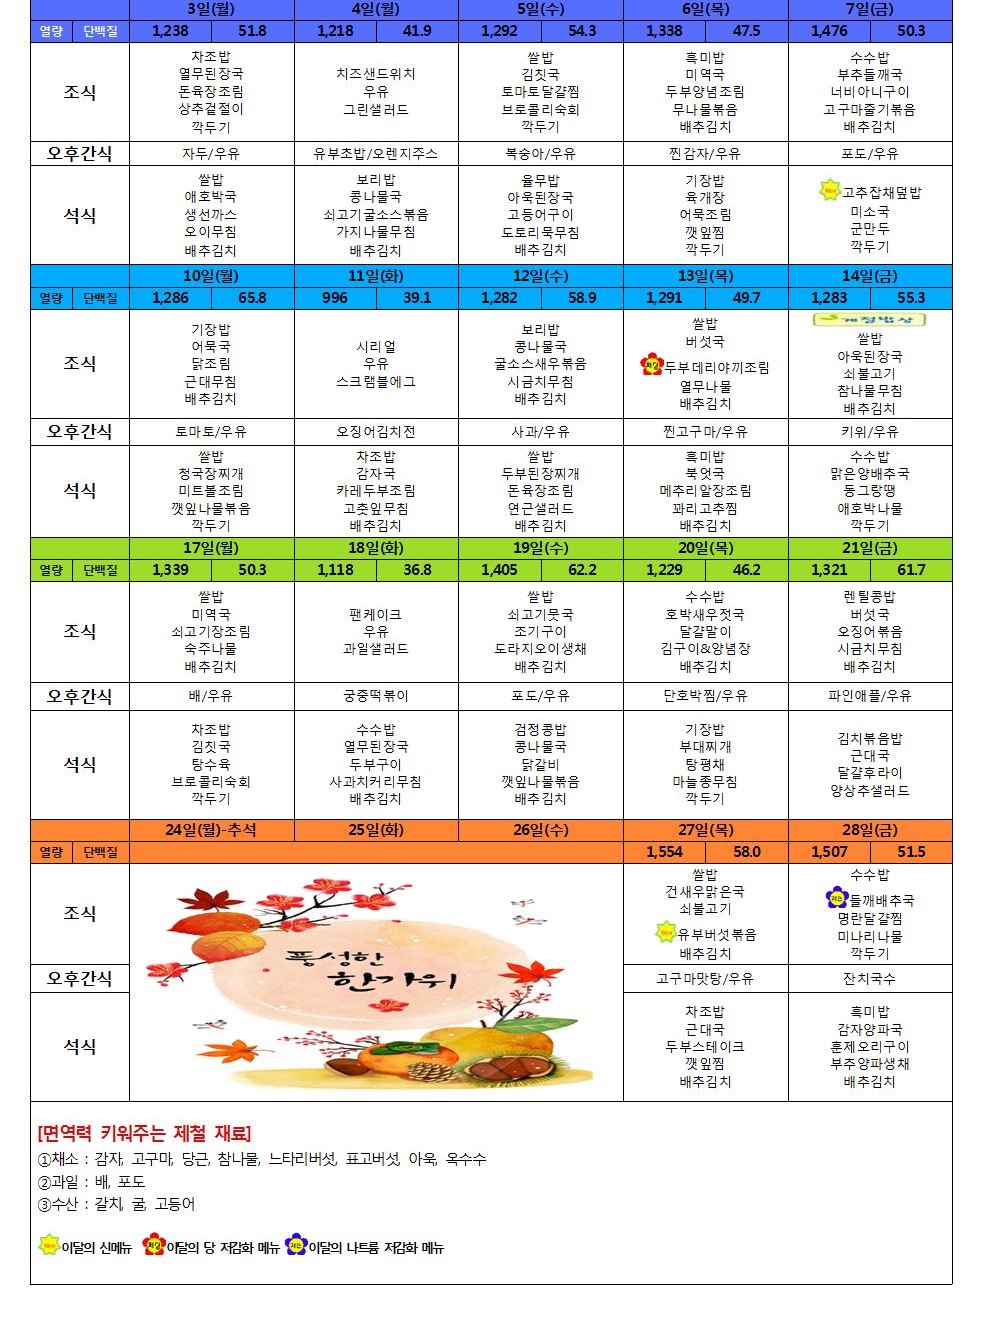 3일(월) 4일(월) 5일(수) 6일(목) 7일(금)
열량 단백질 1,238 51.8 1,218 41.9 1,292 54.3 1,338 47.5 1,476 50.3
조식
차조밥
열무된장국
돈육장조림
상추겉절이
깍두기
치즈샌드위치
우유
그린샐러드
쌀밥
김칫국
토마토달걀찜
브로콜리숙회
깍두기
흑미밥
미역국
두부양념조림
무나물볶음
배추김치
수수밥
부추들깨국
너비아니구이
고구마줄기볶음
배추김치
오후간식 자두/우유 유부초밥/오렌지주스 복숭아/우유 찐감자/우유 포도/우유
석식
쌀밥
애호박국
생선까스
오이무침
배추김치
보리밥
콩나물국
쇠고기굴소스볶음
가지나물무침
배추김치
율무밥
아욱된장국
고등어구이
도토리묵무침
배추김치
기장밥
육개장
어묵조림
깻잎찜
깍두기
New 고추잡채덮밥
미소국
군만두
깍두기
10일(월) 11일(화) 12일(수) 13일(목) 14일(금)
열량 단백질 1,286 65.8 996 39.1 1,282 58.9 1,291 49.7 1,283 55.3
조식
기장밥
어묵국
닭조림
근대무침
배추김치
시리얼
우유
스크램블에그
보리밥
콩나물국
굴소스새우볶음
시금치무침
배추김치
쌀밥
버섯국
저당 두부데리야끼조림
열무나물
배추김치
제철밥상
쌀밥
아욱된장국
쇠불고기
참나물무침
배추김치
오후간식 토마토/우유 오징어김치전 사과/우유 찐고구마/우유 키위/우유
석식
쌀밥
청국장찌개
미트볼조림
깻잎나물볶음
깍두기
차조밥
감자국
카레두부조림
고춧잎무침
배추김치
쌀밥
두부된장찌개
돈육장조림
연근샐러드
배추김치
흑미밥
북엇국
메추리알장조림
꽈리고추찜
배추김치
수수밥
맑은양배추국
동그랑땡
애호박나물
깍두기
17일(월) 18일(화) 19일(수) 20일(목) 21일(금)
열량 단백질 1,339 50.3 1,118 36.8 1,405 62.2 1,229 46.2 1,321 61.7
조식
쌀밥
미역국
쇠고기장조림
숙주나물
배추김치
팬케이크
우유
과일샐러드
쌀밥
쇠고기뭇국
조기구이
도라지오이생채
배추김치
수수밥
호박새우젓국
달걀말이
김구이&양념장
배추김치
렌틸콩밥
버섯국
오징어볶음
시금치무침
배추김치
오후간식 배/우유 궁중떡볶이 포도/우유 단호박찜/우유 파인애플/우유
석식
차조밥
김칫국
탕수육
브로콜리숙회
깍두기
수수밥
열무된장국
두부구이
사과치커리무침
배추김치
검정콩밥
콩나물국
닭갈비
깻잎나물볶음
배추김치
기장밥
부대찌개
탕평채
마늘종무침
깍두기
김치볶음밥
근대국
달걀후라이
양상추샐러드
24일(월)-추석 25일(화) 26일(수) 27일(목) 28일(금)
열량 단백질 1,554 58.0 1,507 51.5
조식
풍성한
한가위
쌀밥
건새우맑은국
쇠불고기
New 유부버섯볶음
배추김치
수수밥
저튼 들깨배추국
명란달걀찜
미나리나물
깍두기
오후간식 고구마맛탕/우유 잔치국수
석식
차조밥
근대국
두부스테이크
깻잎찜
배추김치
흑미밥
감자양파국
훈제오리구이
부추양파생채
배추김치
[면역력 키워주는 제철 재료]
①채소 : 감자, 고구마, 당근, 참나물, 느타리버섯, 표고버섯, 아욱, 옥수수
②과일 : 배, 포도
③수산 : 갈치, 굴, 고등어
New 이달의 신메뉴 저당 이달의 당 저감화 메뉴 저튼 이달의 나트륨 저감화 메뉴